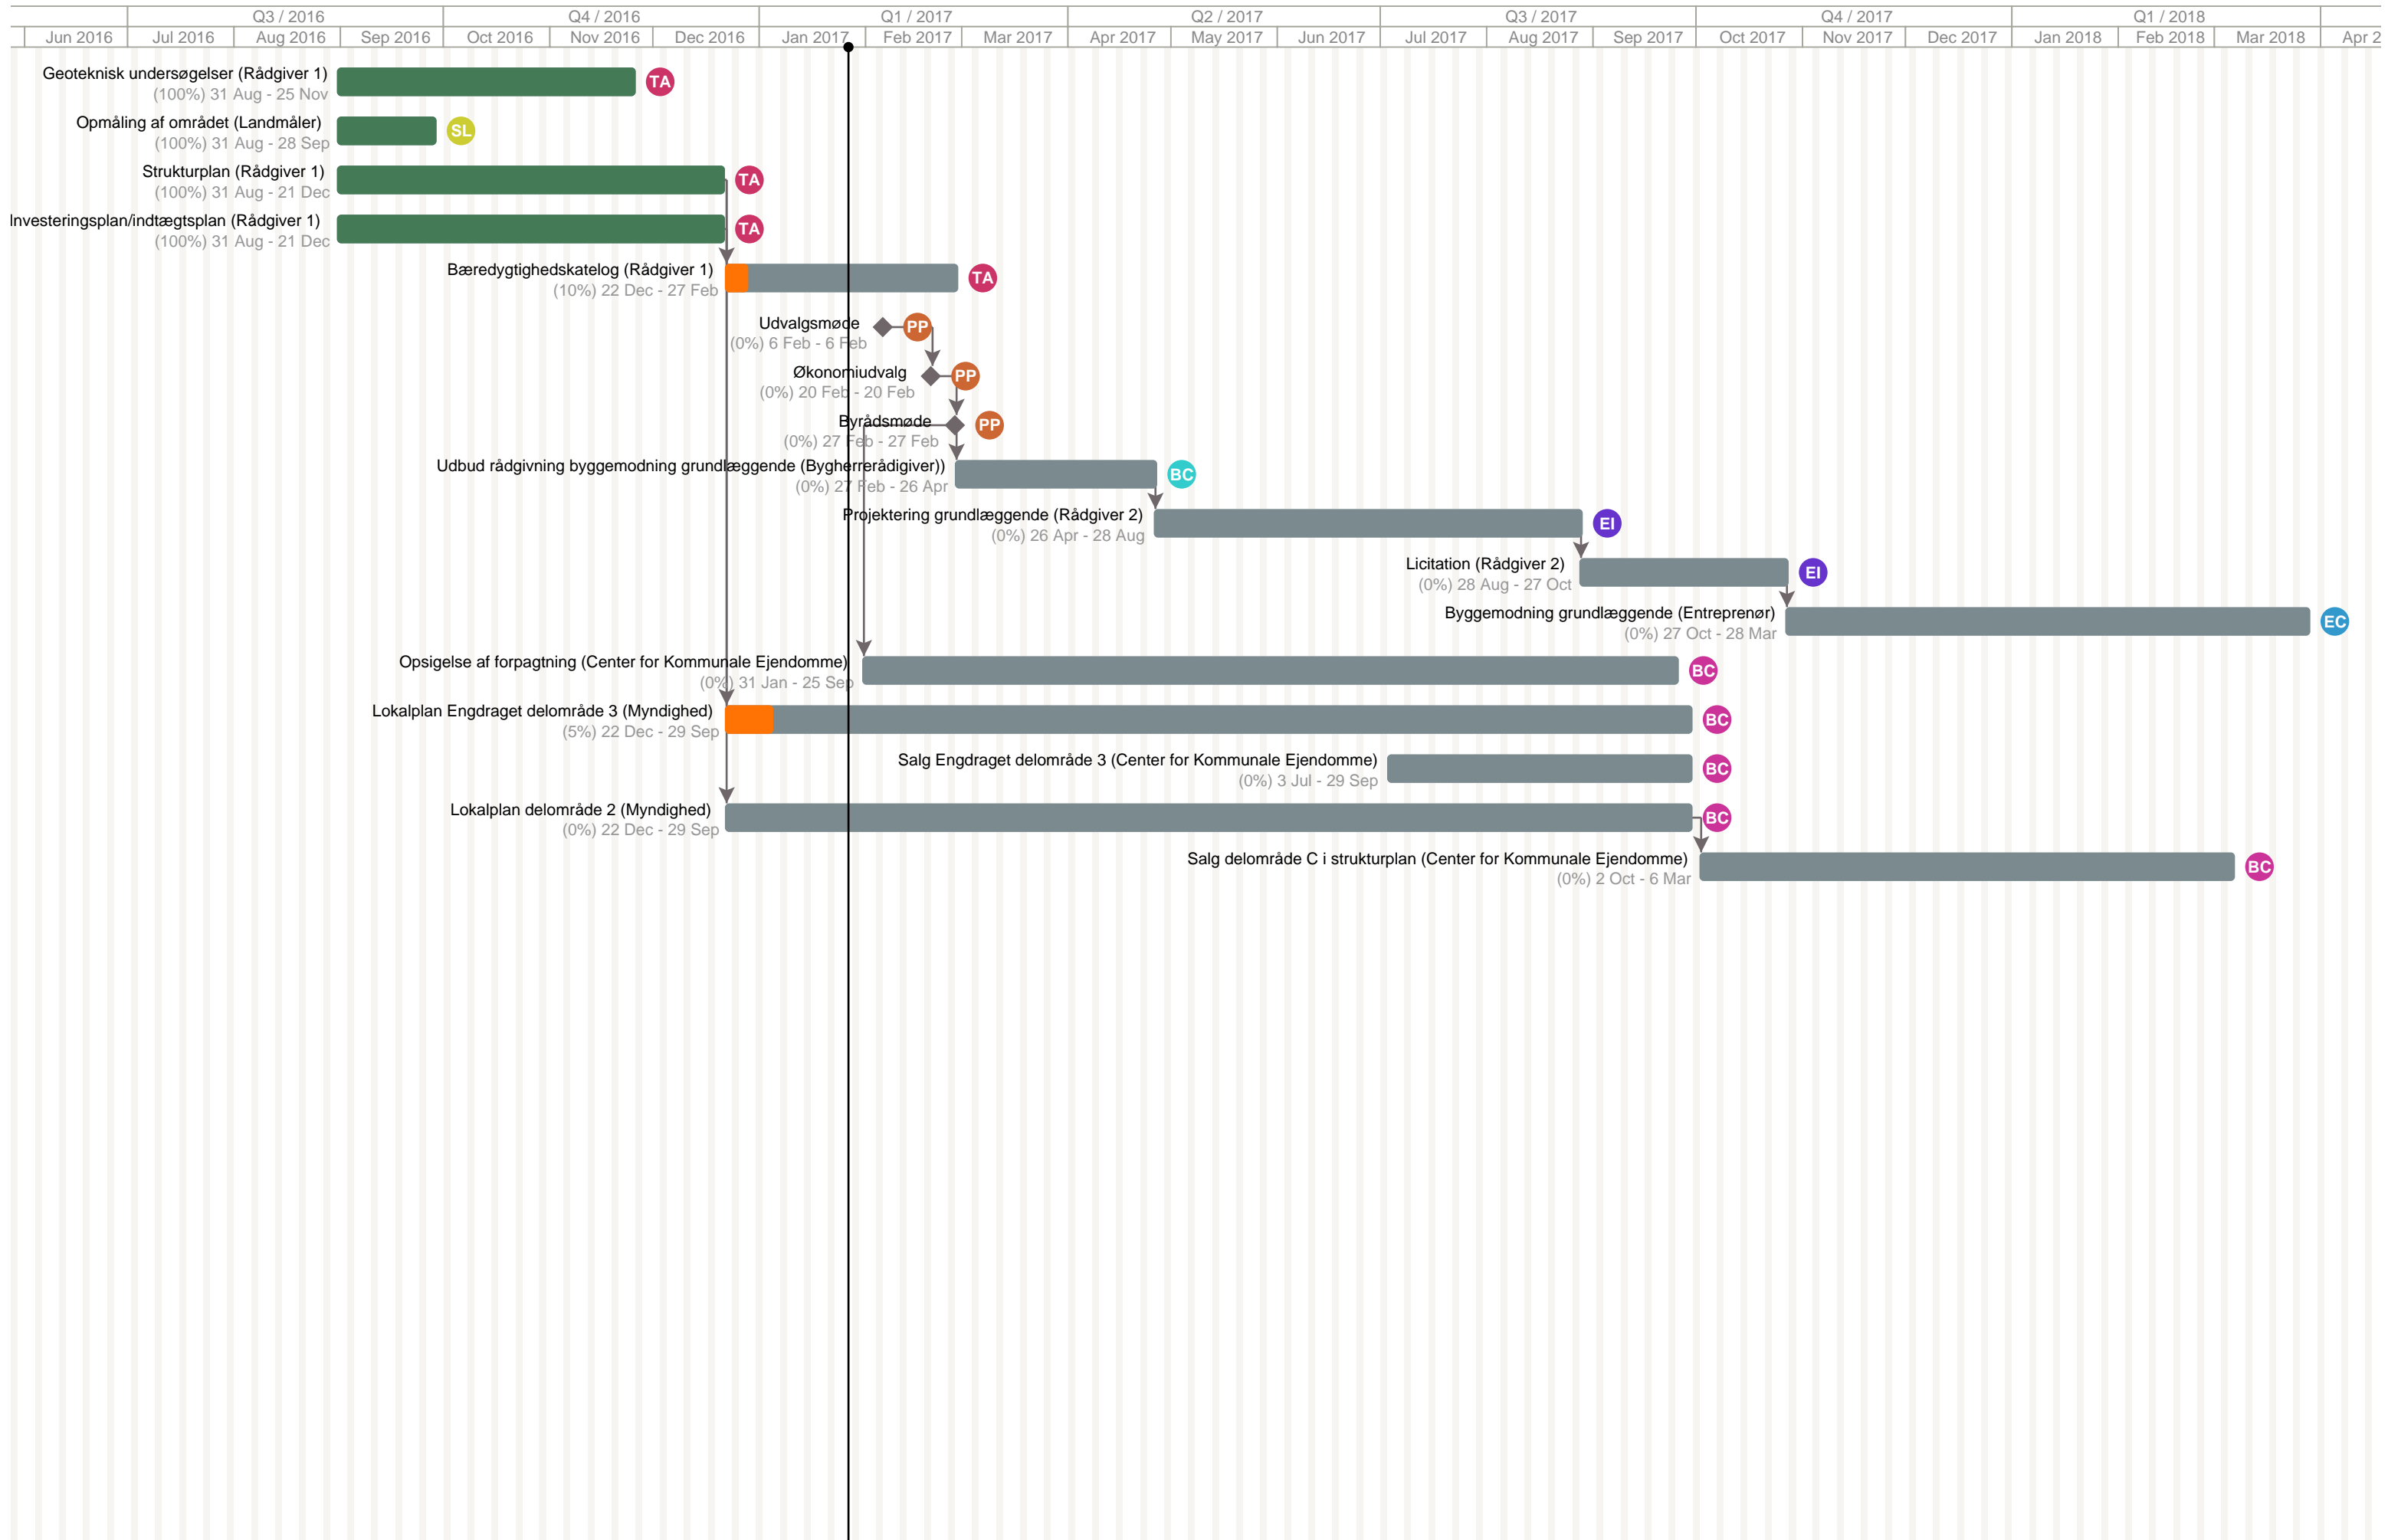 Q3 / 2016 Q4 / 2016 Q1 / 2017 Q2 / 2017 Q3 / 2017 Q4 / 2017 Q1 / 2018
Jun 2016 Jul 2016 Aug 2016 Sep 2016 Oct 2016 Nov 2016 Dec 2016 Jan 2017 Feb 2017 Mar 2017 Apr 2017 May 2017 Jun 2017 Jul 2017 Aug 2017 Sep 2017 Oct 2017 Nov 2017 Dec 2017 Jan 2018 Feb 2018 Mar 2018 Apr 2
Geoteknisk undersøgelser (Rådgiver 1) TA
(100%) 31 Aug - 25 Nov
Opmåling af området (Landmåler) SL
(100%) 31 Aug - 28 Sep
Strukturplan (Rådgiver 1) TA
(100%) 31 Aug - 21 Dec
Investeringsplan/indtægtsplan (Rådgiver 1) TA
(100%) 31 Aug - 21 Dec
Bæredygtighedskatelog (Rådgiver 1) TA
(10%) 22 Dec - 27 Feb
Udvalgsmøde PP
(0%) 6 Feb - 6 Feb
Økonomiudvalg PP
(0%) 20 Feb - 20 Feb
Byrådsmøde PP
(0%) 27 Feb - 27 Feb
Udbud rådgivning byggemodning grundlæggende (Bygherrerådigiver)) BC
(0%) 27 Feb - 26 Apr
Projektering grundlæggende (Rådgiver 2) EI
(0%) 26 Apr - 28 Aug
Licitation (Rådgiver 2) EI
(0%) 28 Aug - 27 Oct
Byggemodning grundlæggende (Entreprenør) EC
(0%) 27 Oct - 28 Mar
Opsigelse af forpagtning (Center for Kommunale Ejendomme) BC
(0%) 31 Jan - 25 Sep
Lokalplan Engdraget delområde 3 (Myndighed) BC
(5%) 22 Dec - 29 Sep
Salg Engdraget delområde 3 (Center for Kommunale Ejendomme) BC
(0%) 3 Jul - 29 Sep
Lokalplan delområde 2 (Myndighed) BC
(0%) 22 Dec - 29 Sep
Salg delområde C i strukturplan (Center for Kommunale Ejendomme) BC
(0%) 2 Oct - 6 Mar